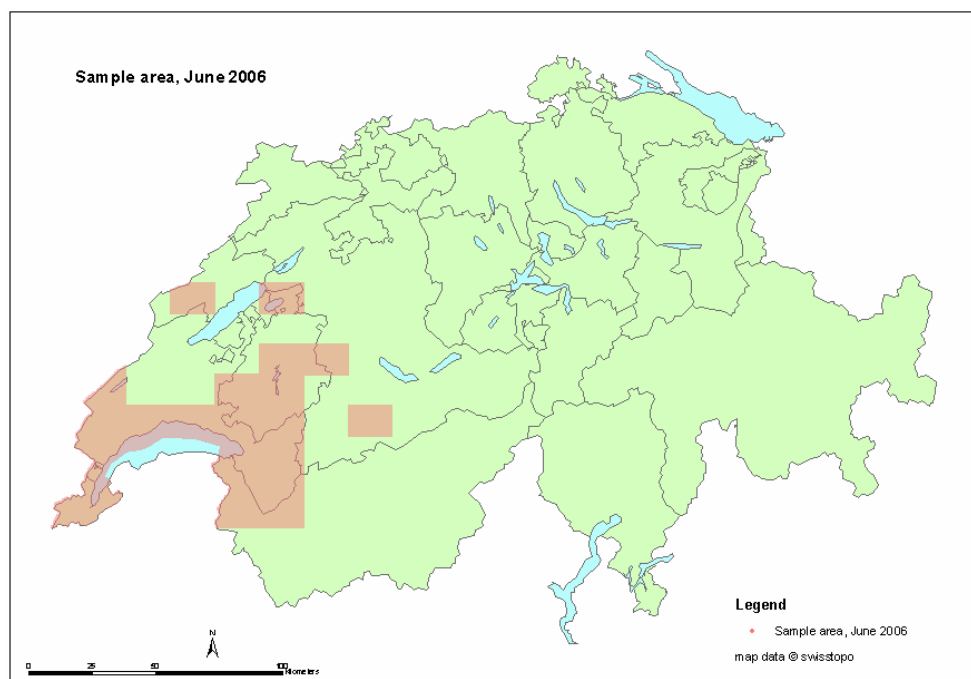 Sample area, June 2006
Legend
Sample area, June 2006
map data © swisstopo
N
0 25 50 100
Kilometers